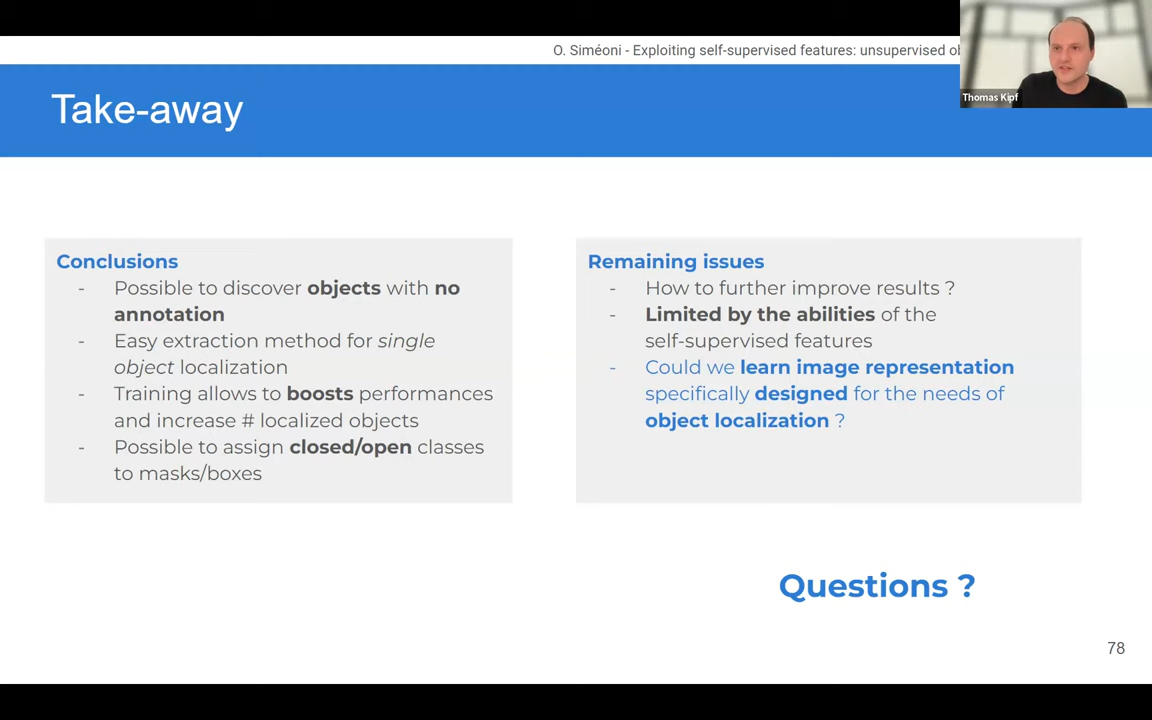 O. Siméoni - Exploiting self-supervised features: unsupervised
Thomas Kipf
Take-away
Conclusions
- Possible to discover objects with no
annotation
- Easy extraction method for single
object localization
- Training allows to boosts performances
and increase # localized objects
- Possible to assign closed/open classes
to masks/boxes
Remaining issues
- How to further improve results ?
- Limited by the abilities of the
self-supervised features
- Could we learn image representation
specifically designed for the needs of
object localization ?
Questions ?
78